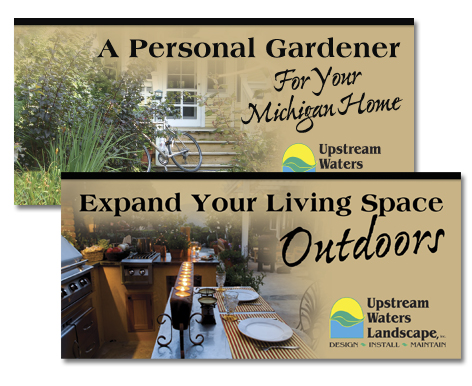 A Personal Gardener
For Your
Michigan Home
Upstream
Waters
Expand Your Living Space
Outdoors
Upstream
Waters
Landscape,
DESIGN INSTALL MAINTAIN